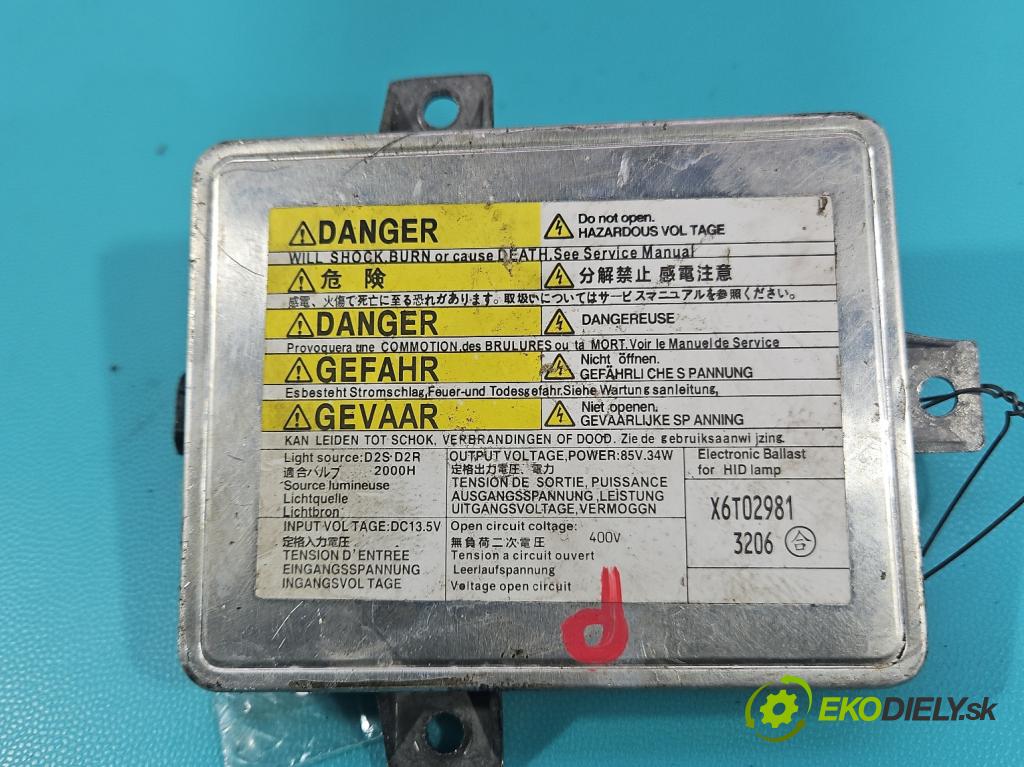 DANGER
Do not open.
HAZARDOUS VOL TAGE
WILL SHOCK,BURN or cause DEATH.See Service Manual
危 険
分解禁止 感電注意
感電、火傷て死亡に至る恐れがあります。取扱いについてはサービスマニュアルを参照ください。
DANGER
DANGEREUSE
Provoquera une COMMOTION,des BRULURES ou ta MORT.Voir le Manuel de Service
GEFAHR
Nicht öffnen.
GEFÄHRLI CHE S PANNUNG
Esbesteht Stromschlag,Feuer-und Todesgefahr.Siehe Wartung sanleitung,
GEVAAR
Niet openen.
GEVAARLIJKE SP ANNING
KAN LEIDEN TOT SCHOK, VERBRANDINGEN OF DOOD. Zie de gebruiksaanwi jzing.
Light source:D2S·D2R
適合バルブ 2000H
Source lumineuse
Lichtquelle
Lichtbron
OUTPUT VOLTAGE,POWER:85V.34W
定格出力電圧、電力
TENSION DE SORTIE, PUISSANCE
AUSGANGSSPANNUNG ,LEISTUNG
UITGANGSVOLTAGE, VERMOGGN
Electronic Ballast
for HID lamp
X6T02981
3206 合
INPUT VOL TAGE:DC13.5V
定格入力電圧
TENSION D'ENTREE
EINGANGSSPANNUNG
INGANGSVOL TAGE
Open circuit coltage:
無負荷二次電圧 400V
Tension a circuit ouvert
Leerlaufspannung
Voltage open circuit
d
EKODIELY.sk